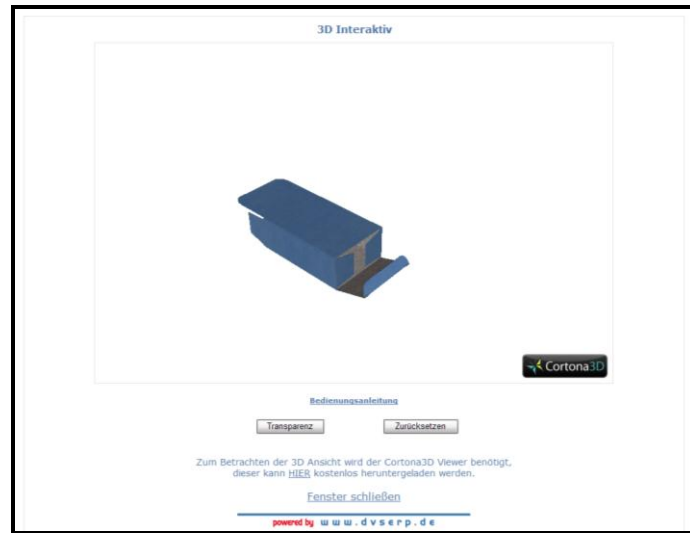 3D Interaktiv
Cortona3D
Bedienungsanleitung
Transparenz Zurücksetzen
Zum Betrachten der 3D Ansicht wird der Cortona3D Viewer benötigt,
dieser kann HIER kostenlos heruntergeladen werden.
Fenster schließen
powered by www.dvserp.de